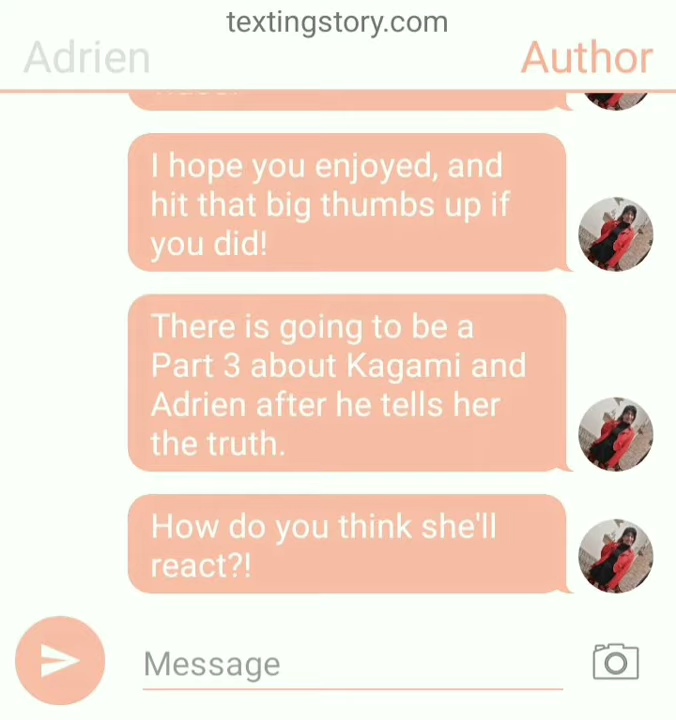 textingstory.com
Adrien
Author
I hope you enjoyed, and
hit that big thumbs up if
you did!
There is going to be a
Part 3 about Kagami and
Adrien after he tells her
the truth.
How do you think she'll
react?!
Message